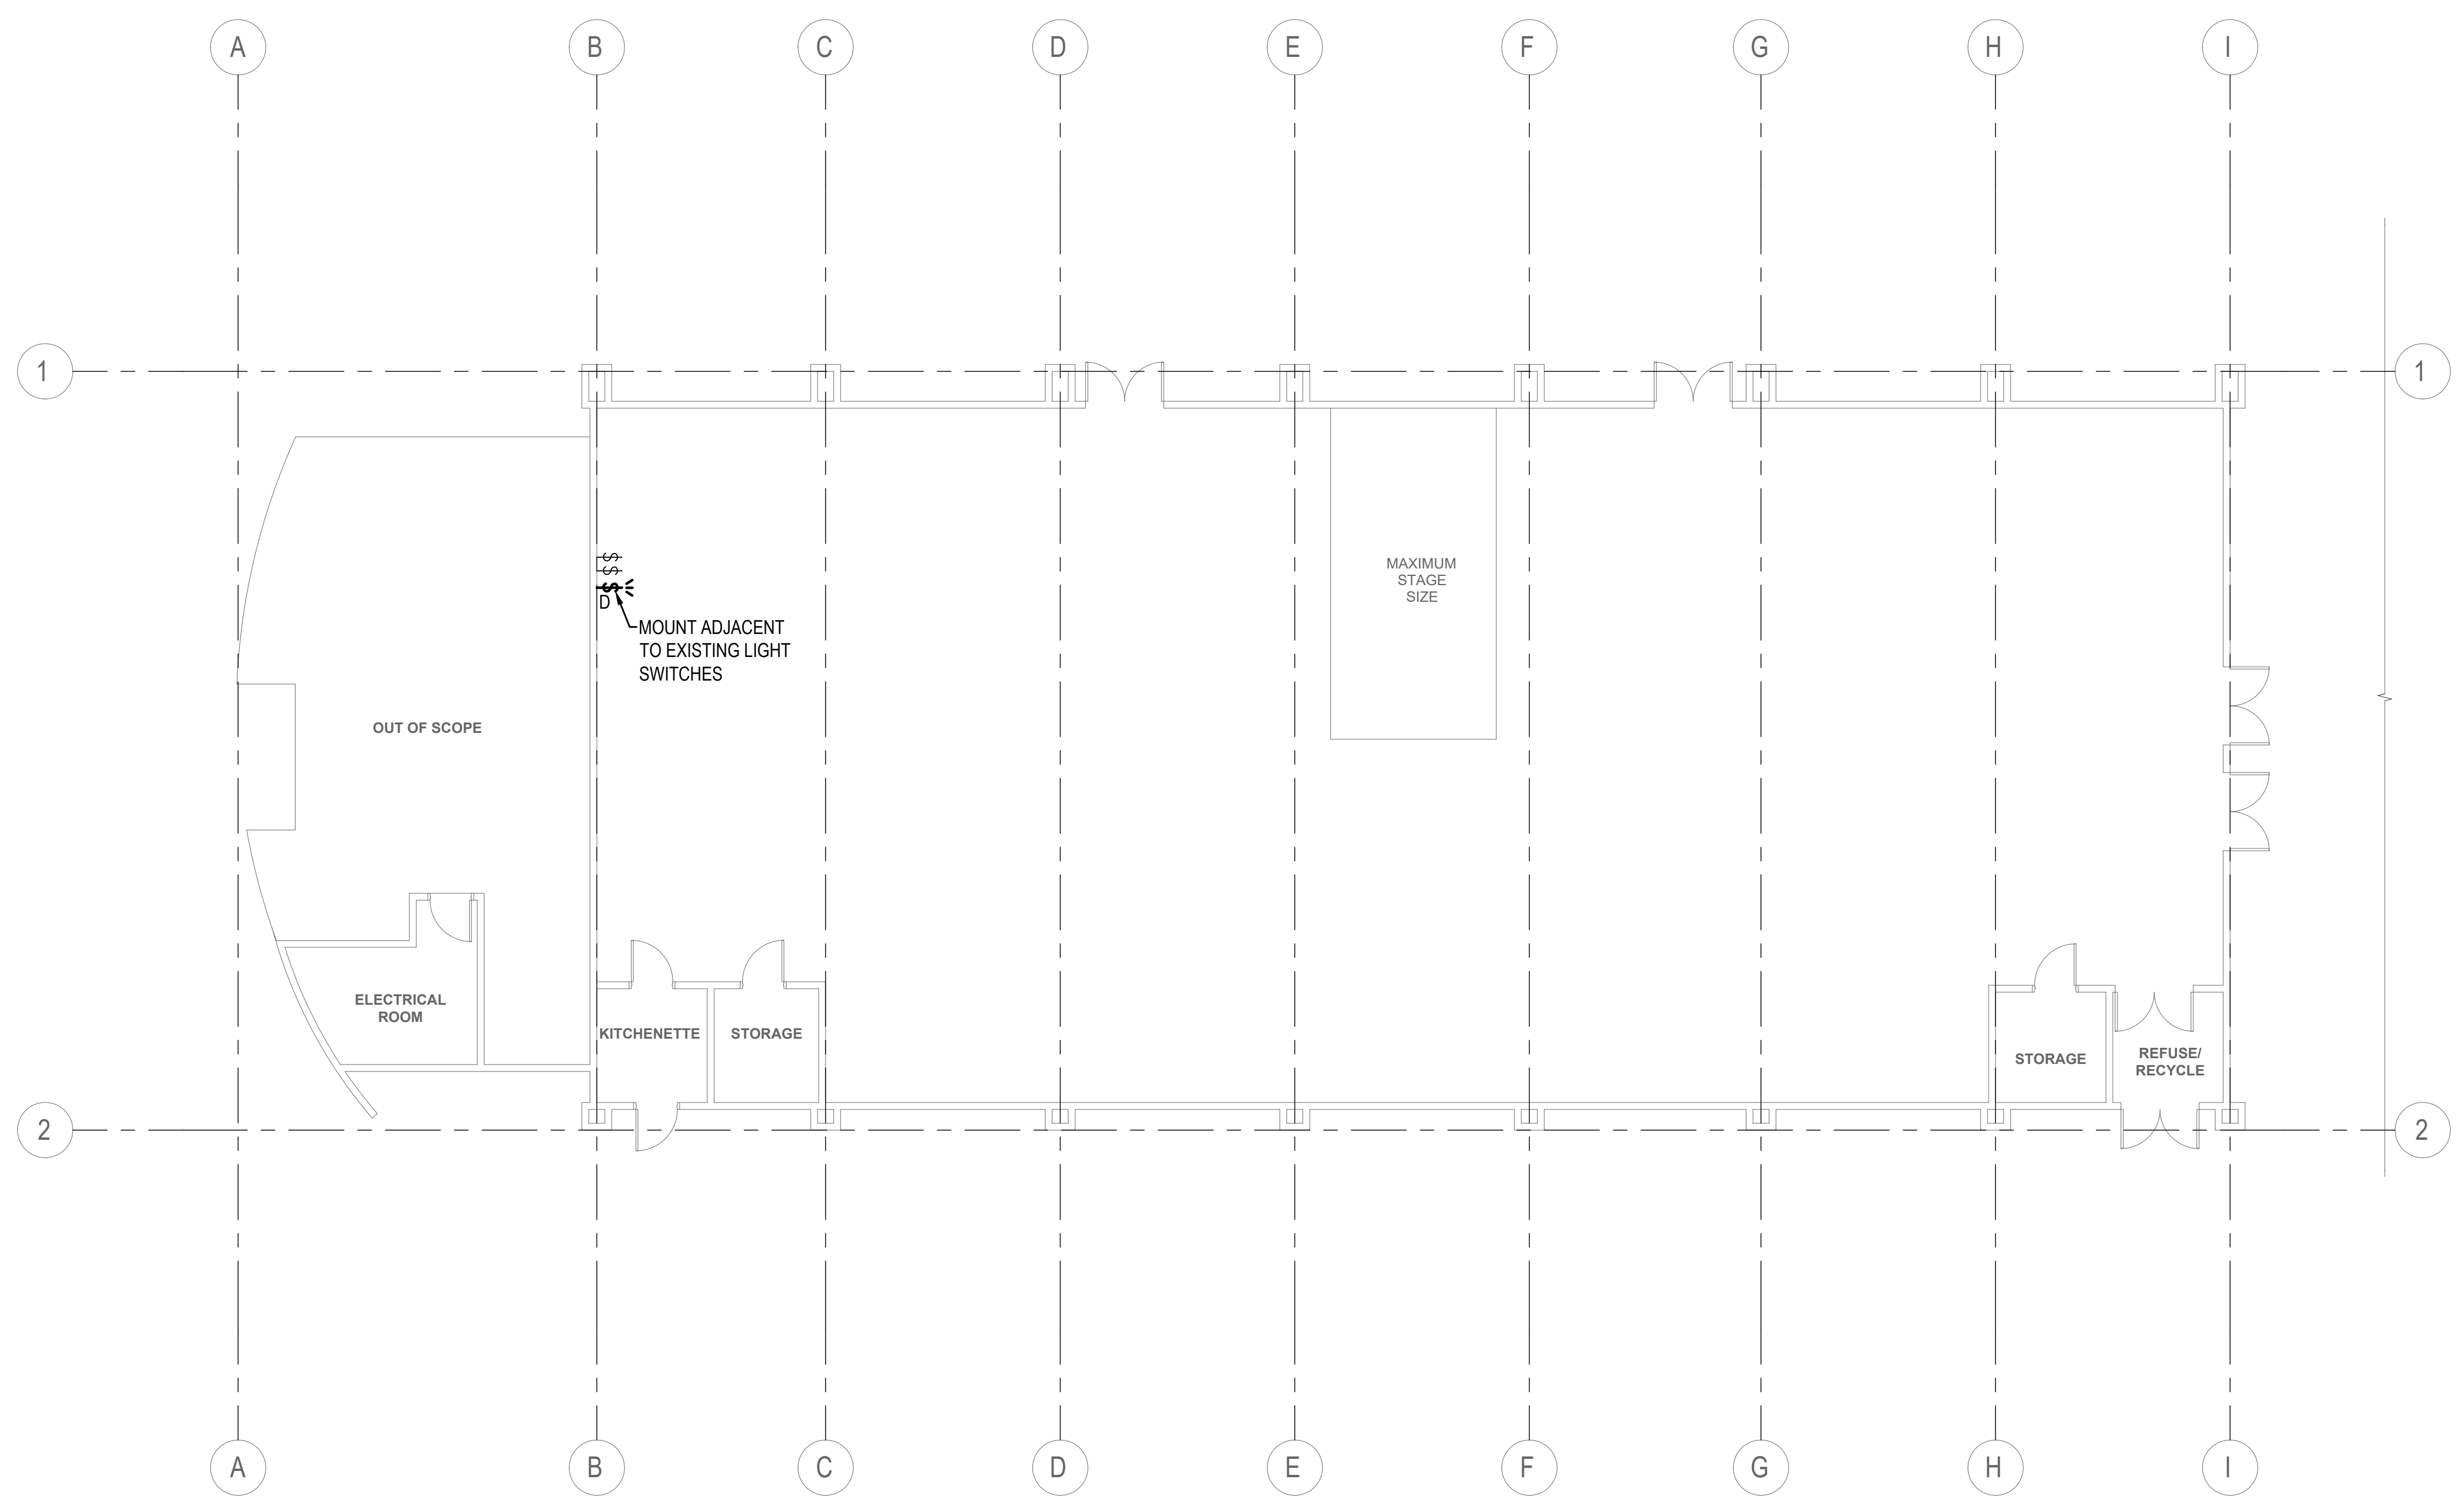 A
B
C
D
E
F
G
H
I
1
1
S
S
S
D
MOUNT ADJACENT
TO EXISTING LIGHT
SWITCHES
MAXIMUM
STAGE
SIZE
OUT OF SCOPE
ELECTRICAL
ROOM
KITCHENETTE
STORAGE
STORAGE
REFUSE/
RECYCLE
2
2
A
B
C
D
E
F
G
H
I